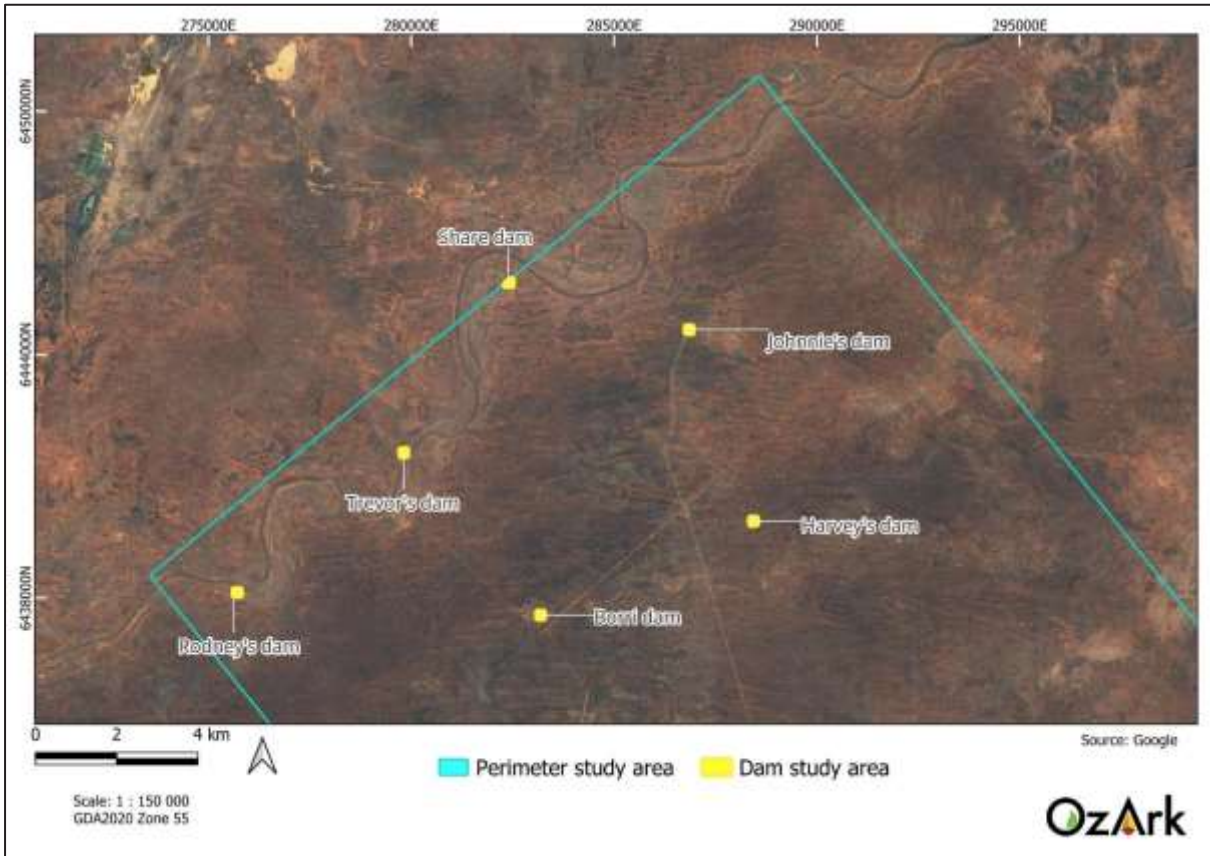 275000E 280000E 285000E 290000E 295000E
6450000N
Share dam
Johnnie's dam
6444000N
Trevor's dam
Harvey's dam
6438000N
Borri dam
Rodney's dam
0 2 4 km
Source: Google
Perimeter study area Dam study area
Scale: 1 : 150 000
GDA2020 Zone 55
OzArk